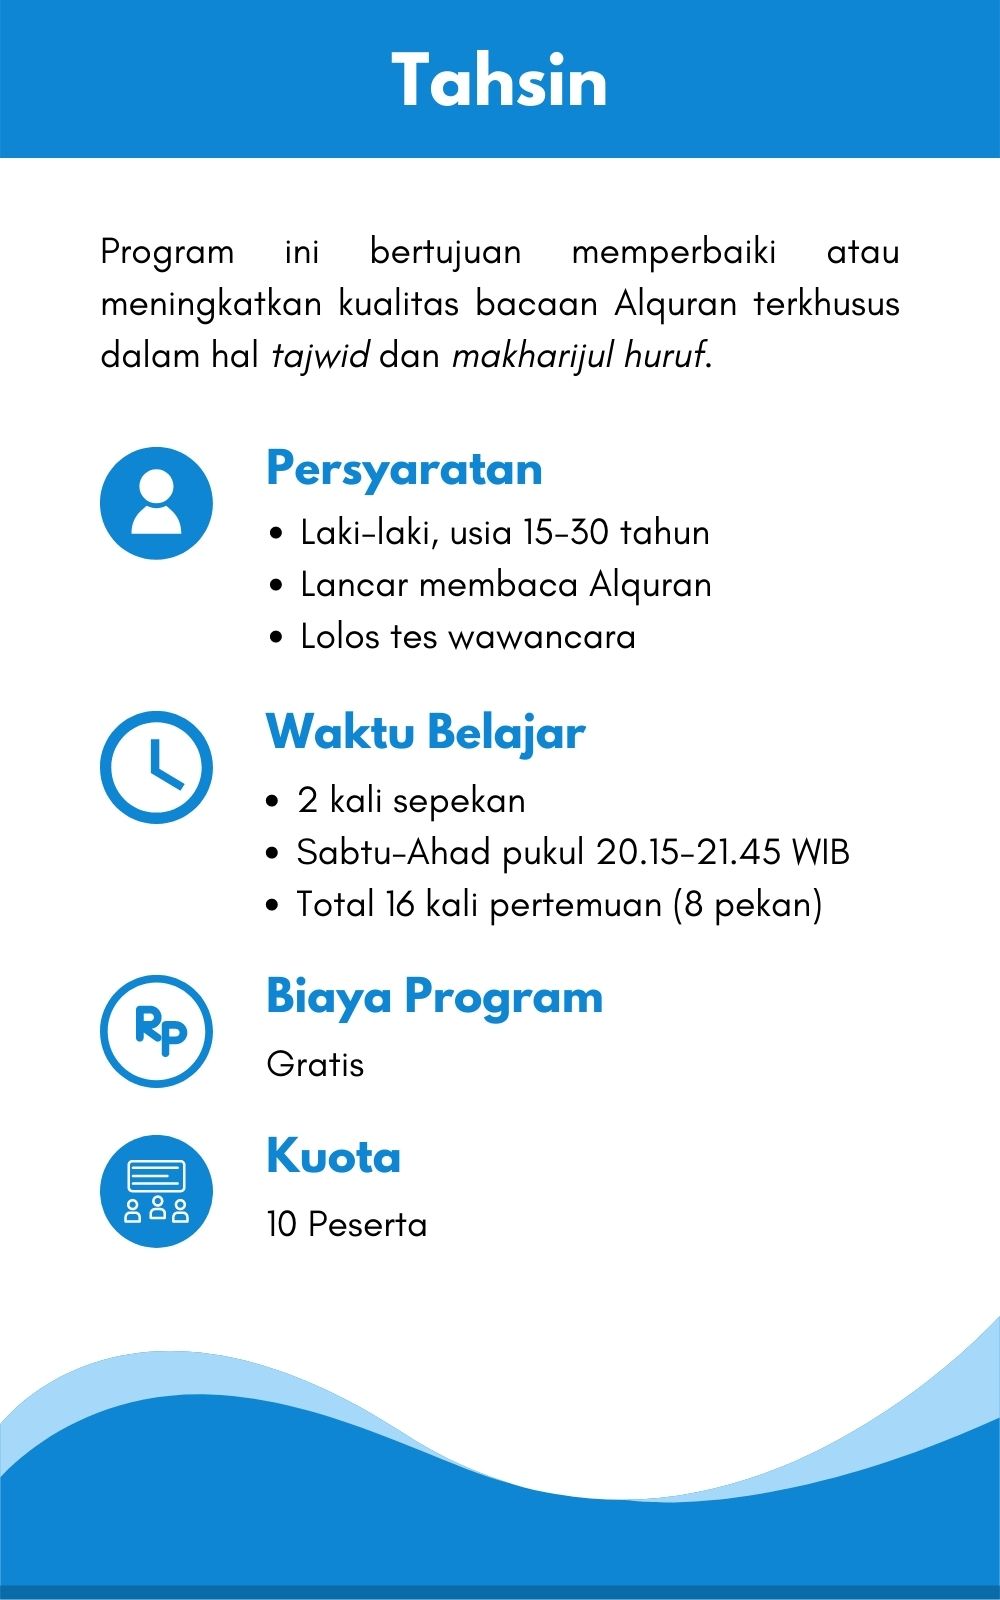 Tahsin
Program ini bertujuan memperbaiki atau
meningkatkan kualitas bacaan Alquran terkhusus
dalam hal tajwid dan makharijul huruf.
Persyaratan
• Laki-laki, usia 15-30 tahun
• Lancar membaca Alquran
• Lolos tes wawancara
Waktu Belajar
• 2 kali sepekan
• Sabtu-Ahad pukul 20.15-21.45 WIB
• Total 16 kali pertemuan (8 pekan)
Rp
Biaya Program
Gratis
Kuota
10 Peserta